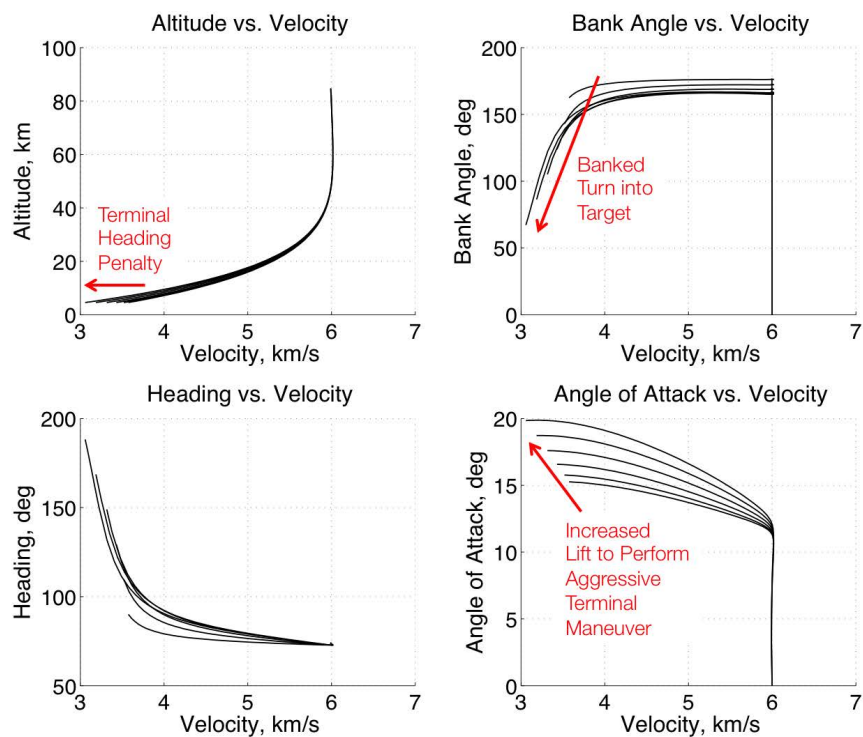 Altitude vs. Velocity
100
80
60
40
20
0
Altitude, km
Terminal
Heading
Penalty
3 4 5 6 7
Velocity, km/s
Bank Angle vs. Velocity
200
150
100
50
0
Bank Angle, deg
Banked
Turn into
Target
3 4 5 6 7
Velocity, km/s
Heading vs. Velocity
200
150
100
50
Heading, deg
3 4 5 6 7
Velocity, km/s
Angle of Attack vs. Velocity
20
15
10
5
0
Angle of Attack, deg
Increased
Lift to Perform
Aggressive
Terminal
Maneuver
3 4 5 6 7
Velocity, km/s